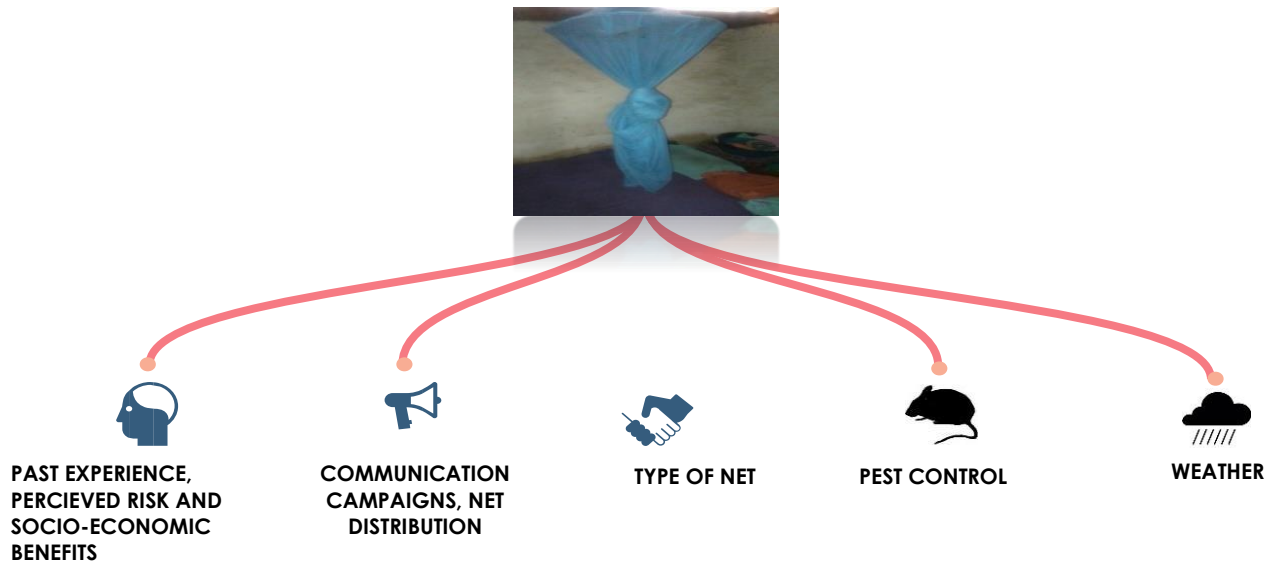 PAST EXPERIENCE,
PERCIEVED RISK AND
SOCIO-ECONOMIC
BENEFITS
COMMUNICATION
CAMPAIGNS, NET
DISTRIBUTION
TYPE OF NET
PEST CONTROL
WEATHER